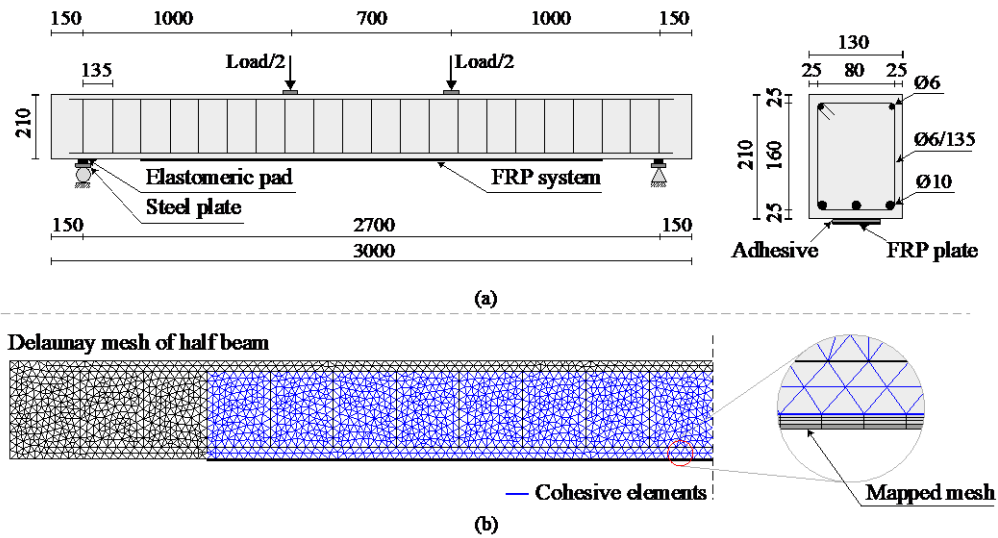 150 1000 700 1000 150
135
Load/2 Load/2
210
Elastomeric pad
Steel plate
FRP system
150 2700 150
3000
130
25 80 25
210
25
160
25
Ø6
Ø6/135
Ø10
Adhesive FRP plate
(a)
Delaunay mesh of half beam
Cohesive elements
Mapped mesh
(b)